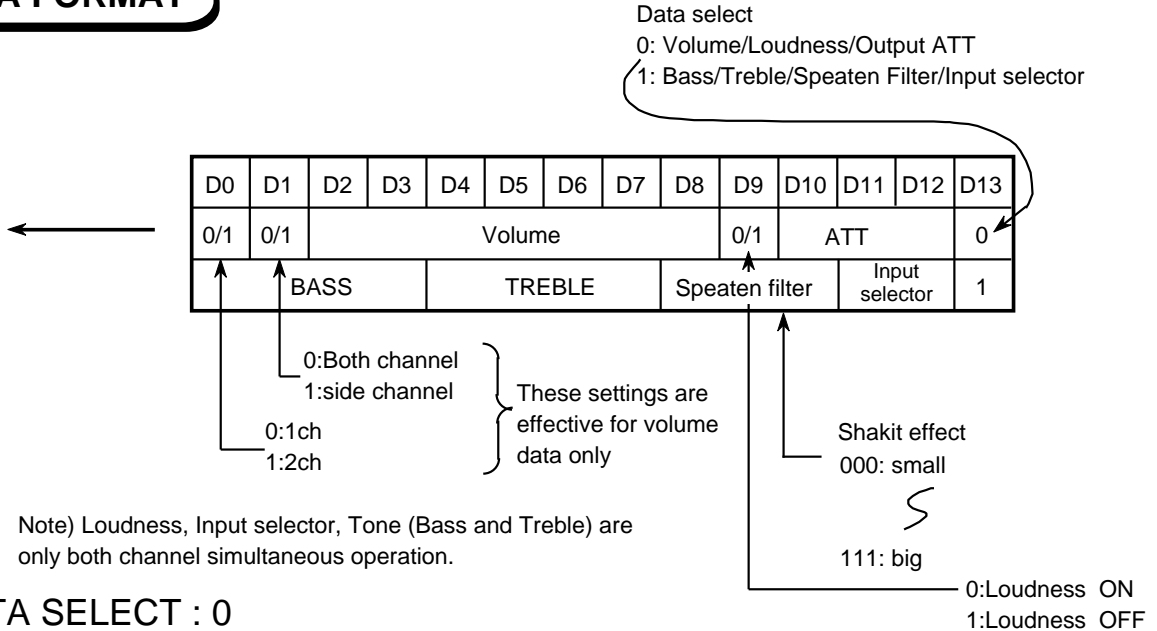 A FORMAT
Data select
0: Volume/Loudness/Output ATT
1: Bass/Treble/Speaten Filter/Input selector
D0 D1 D2 D3 D4 D5 D6 D7 D8 D9 D10 D11 D12 D13
0/1 0/1 Volume 0/1 ATT 0
BASS TREBLE Speaten filter Input selector 1
0:Both channel
1:side channel
These settings are
effective for volume
data only
0:1ch
1:2ch
Shakit effect
000: small
111: big
Note) Loudness, Input selector, Tone (Bass and Treble) are
only both channel simultaneous operation.
0:Loudness ON
1:Loudness OFF
TA SELECT : 0